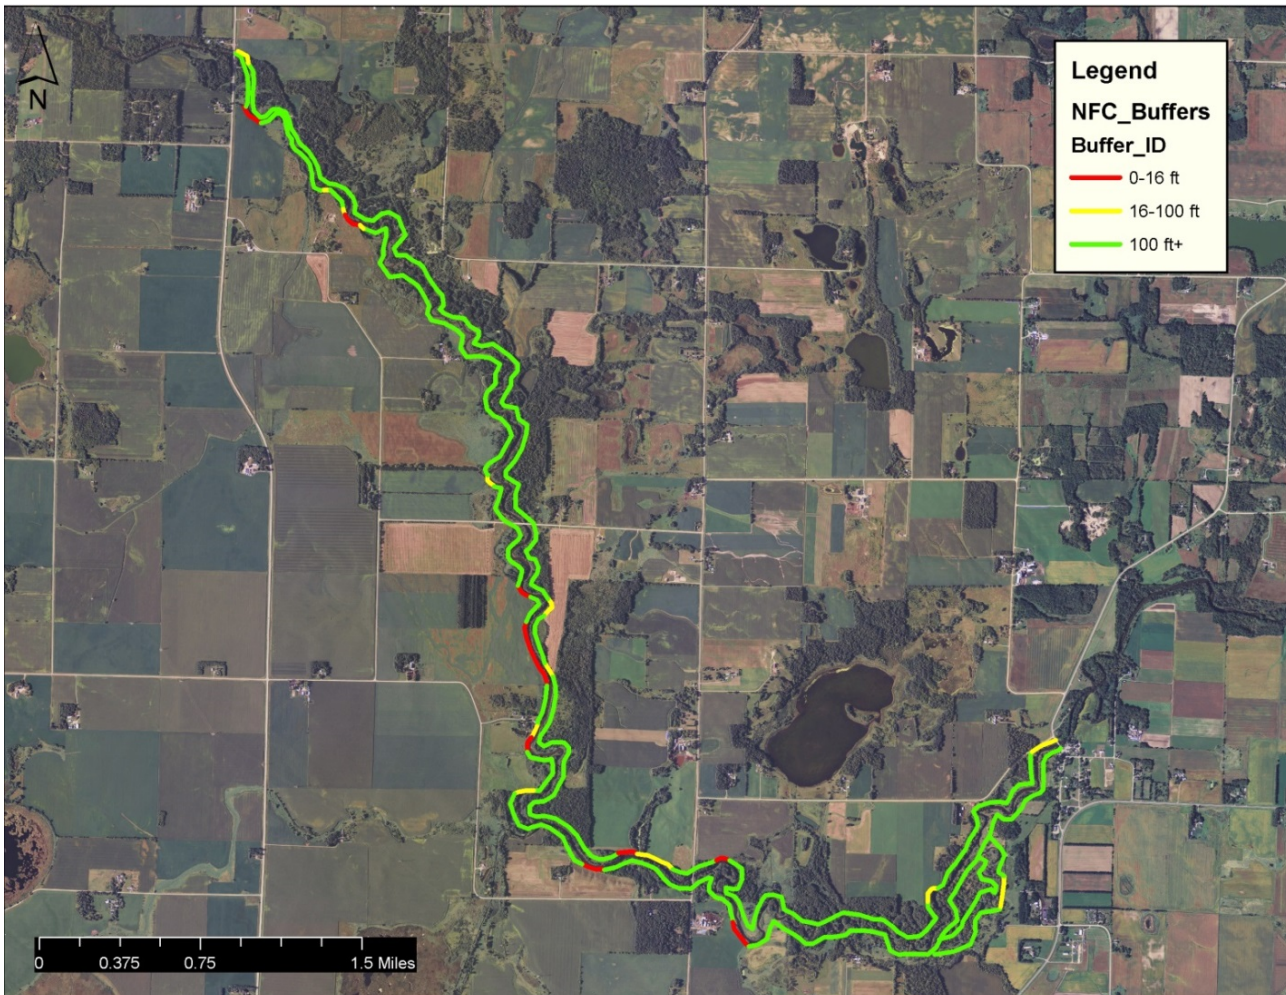 N
Legend
NFC_Buffers
Buffer_ID
0-16 ft
16-100 ft
100 ft+
0 0.375 0.75 1.5 Miles